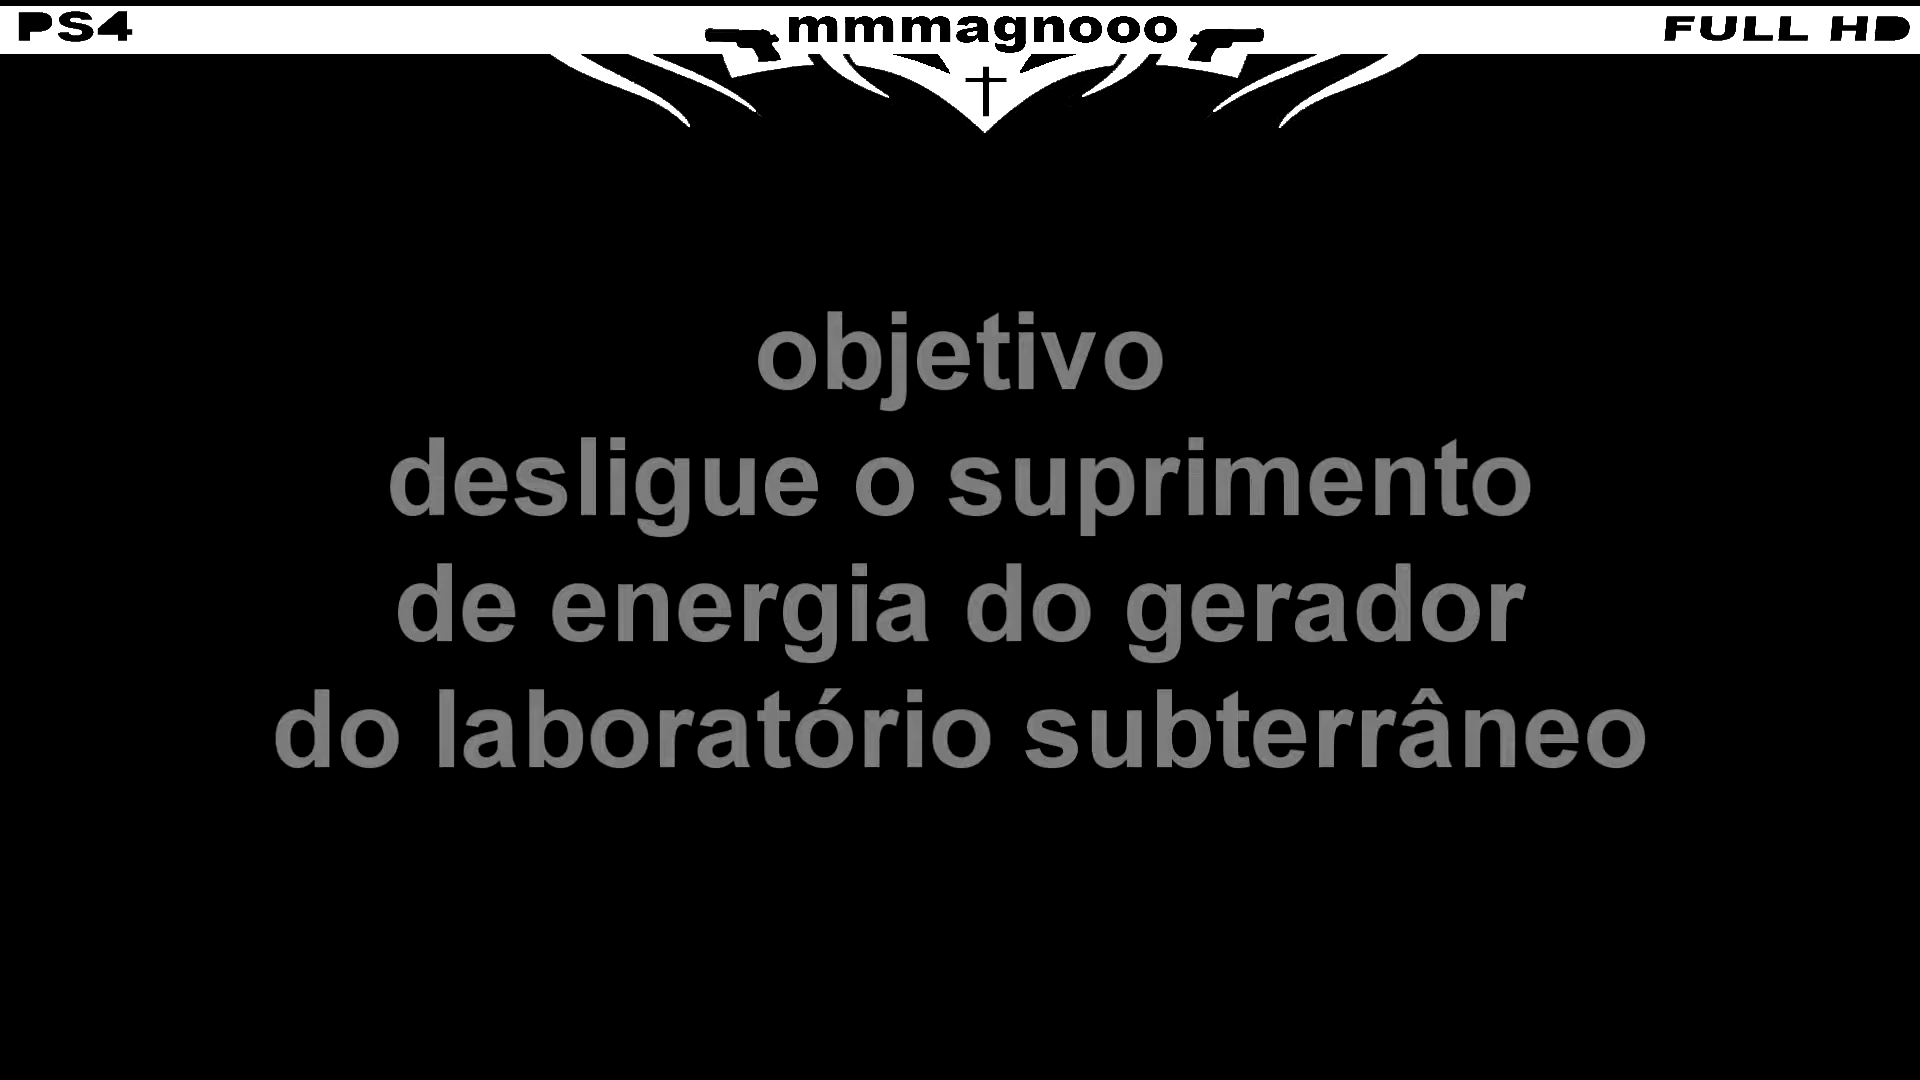 PS4 mmmagnooo FULL HD
objetivo
desligue o suprimento
de energia do gerador
do laboratório subterrâneo